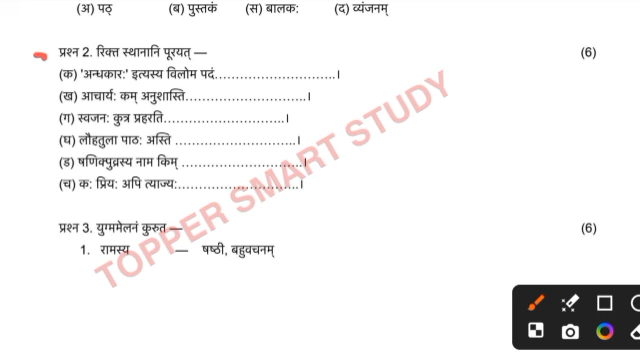 (अ) पठ् (ब) पुस्तकं (स) बालक: (द) व्यंजनम्
प्रश्न 2. रिक्त स्थानानि पूरयत् — (6)
(क) 'अन्धकार:' इत्यस्य विलोम पदं..............................।
(ख) आचार्य: कम् अनुशास्ति..............................।
(ग) स्वजन: कुत्र प्रहरति..............................।
(घ) लौहतुला पाठ: अस्ति ..............................।
(ड) षणिक्पुत्रस्य नाम किम् ..............................।
(च) क: प्रिय: अपि त्याज्य:..............................।
TOPPER SMART STUDY
प्रश्न 3. युग्ममेलनं कुरुत — (6)
1. रामस्य — षष्ठी, बहुवचनम्